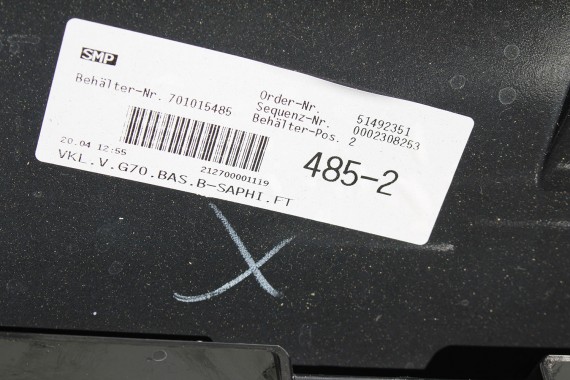 SMP
Behälter-Nr. 701015485
Order-Nr. 51492351
Sequenz-Nr. 0002308253
Behälter-Pos. 2
212700001119
485-2
20.04 12:55
VKL.V.G70.BAS.B-SAPHI.FT